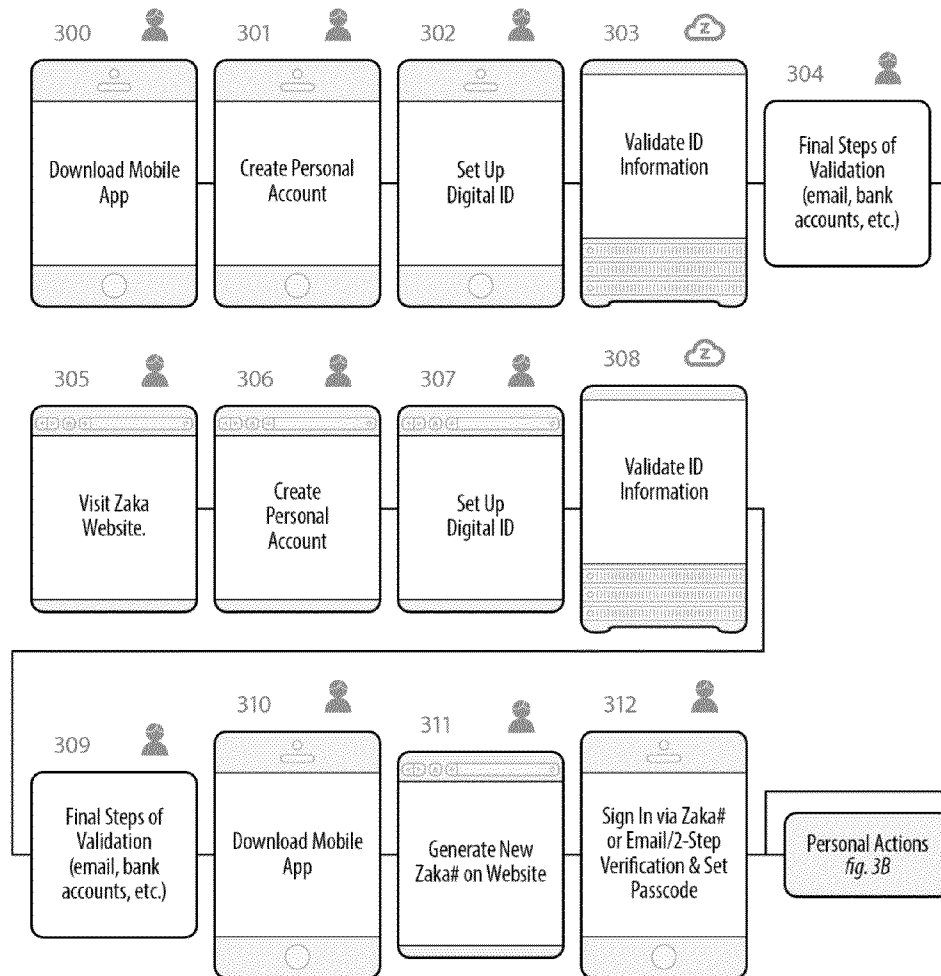 300
301
302
303
Z
304
Download Mobile
App
Create Personal
Account
Set Up
Digital ID
Validate ID
Information
Final Steps of
Validation
(email, bank
accounts, etc.)
305
306
307
308
Z
Visit Zaka
Website.
Create
Personal
Account
Set Up
Digital ID
Validate ID
Information
309
310
311
312
Final Steps of
Validation
(email, bank
accounts, etc.)
Download Mobile
App
Generate New
Zaka# on Website
Sign In via Zaka#
or Email/2-Step
Verification & Set
Passcode
Personal Actions
fig. 3B